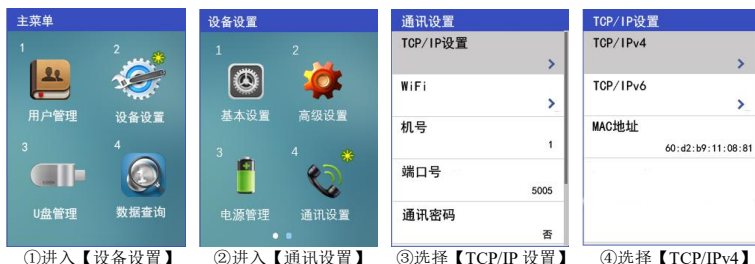 主菜单
1
2
用户管理
设备设置
3
4
U盘管理
数据查询
①进入【设备设置】
设备设置
1
2
基本设置
高级设置
3
4
电源管理
通讯设置
②进入【通讯设置】
通讯设置
TCP/IP设置
>
WiFi
>
机号
1
端口号
5005
通讯密码
否
③选择【TCP/IP 设置】
TCP/IP设置
TCP/IPv4
>
TCP/IPv6
>
MAC地址
60:d2:b9:11:08:81
④选择【TCP/IPv4】